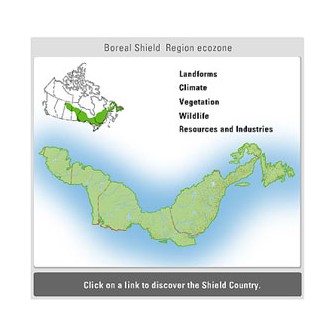 Boreal Shield Region ecozone
Landforms
Climate
Vegetation
Wildlife
Resources and Industries
Click on a link to discover the Shield Country.